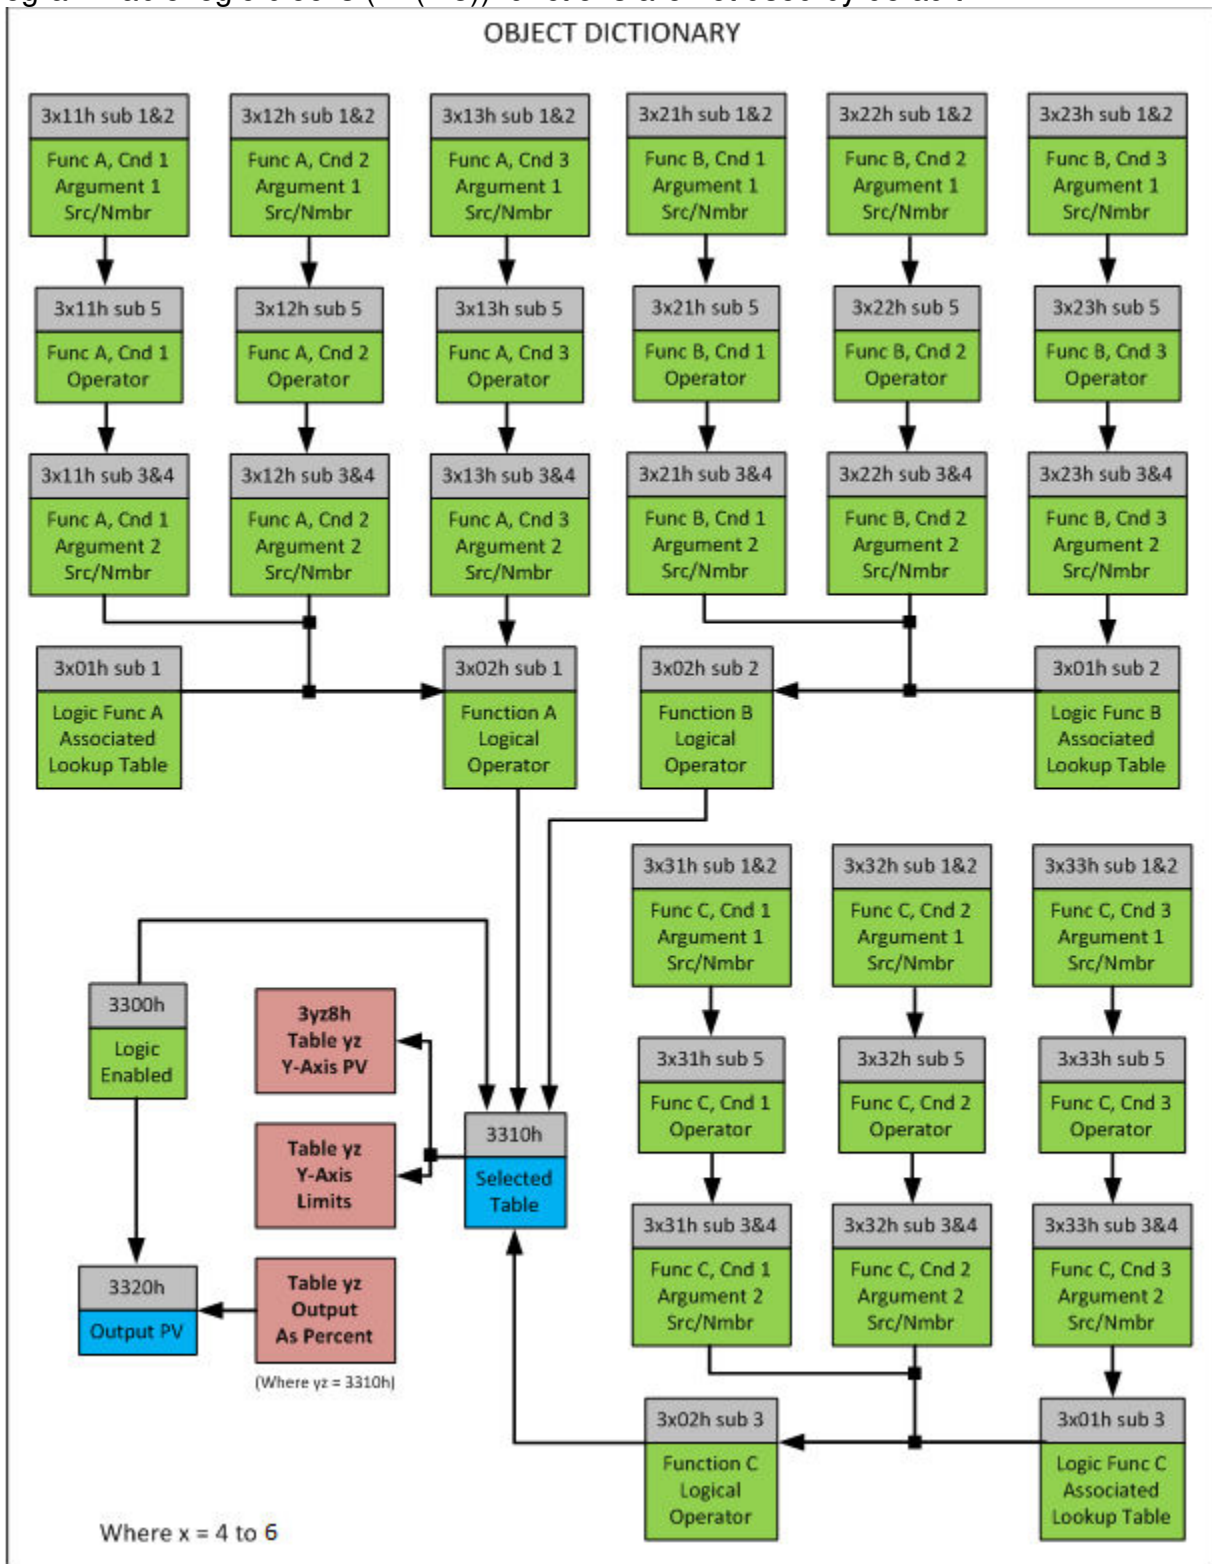 OBJECT DICTIONARY
3x11h sub 1&2
Func A, Cnd 1
Argument 1
Src/Nmbr
3x12h sub 1&2
Func A, Cnd 2
Argument 1
Src/Nmbr
3x13h sub 1&2
Func A, Cnd 3
Argument 1
Src/Nmbr
3x21h sub 1&2
Func B, Cnd 1
Argument 1
Src/Nmbr
3x22h sub 1&2
Func B, Cnd 2
Argument 1
Src/Nmbr
3x23h sub 1&2
Func B, Cnd 3
Argument 1
Src/Nmbr
3x11h sub 5
Func A, Cnd 1
Operator
3x12h sub 5
Func A, Cnd 2
Operator
3x13h sub 5
Func A, Cnd 3
Operator
3x21h sub 5
Func B, Cnd 1
Operator
3x22h sub 5
Func B, Cnd 2
Operator
3x23h sub 5
Func B, Cnd 3
Operator
3x11h sub 3&4
Func A, Cnd 1
Argument 2
Src/Nmbr
3x12h sub 3&4
Func A, Cnd 2
Argument 2
Src/Nmbr
3x13h sub 3&4
Func A, Cnd 3
Argument 2
Src/Nmbr
3x21h sub 3&4
Func B, Cnd 1
Argument 2
Src/Nmbr
3x22h sub 3&4
Func B, Cnd 2
Argument 2
Src/Nmbr
3x23h sub 3&4
Func B, Cnd 3
Argument 2
Src/Nmbr
3x01h sub 1
Logic Func A
Associated
Lookup Table
3x02h sub 1
Function A
Logical
Operator
3x02h sub 2
Function B
Logical
Operator
3x01h sub 2
Logic Func B
Associated
Lookup Table
3x31h sub 1&2
Func C, Cnd 1
Argument 1
Src/Nmbr
3x32h sub 1&2
Func C, Cnd 2
Argument 1
Src/Nmbr
3x33h sub 1&2
Func C, Cnd 3
Argument 1
Src/Nmbr
3300h
Logic
Enabled
3yz8h
Table yz
Y-Axis PV
3x31h sub 5
Func C, Cnd 1
Operator
3x32h sub 5
Func C, Cnd 2
Operator
3x33h sub 5
Func C, Cnd 3
Operator
Table yz
Y-Axis
Limits
3310h
Selected
Table
3x31h sub 3&4
Func C, Cnd 1
Argument 2
Src/Nmbr
3x32h sub 3&4
Func C, Cnd 2
Argument 2
Src/Nmbr
3x33h sub 3&4
Func C, Cnd 3
Argument 2
Src/Nmbr
3320h
Output PV
Table yz
Output
As Percent
(Where yz = 3310h)
3x02h sub 3
Function C
Logical
Operator
3x01h sub 3
Logic Func C
Associated
Lookup Table
Where x = 4 to 6